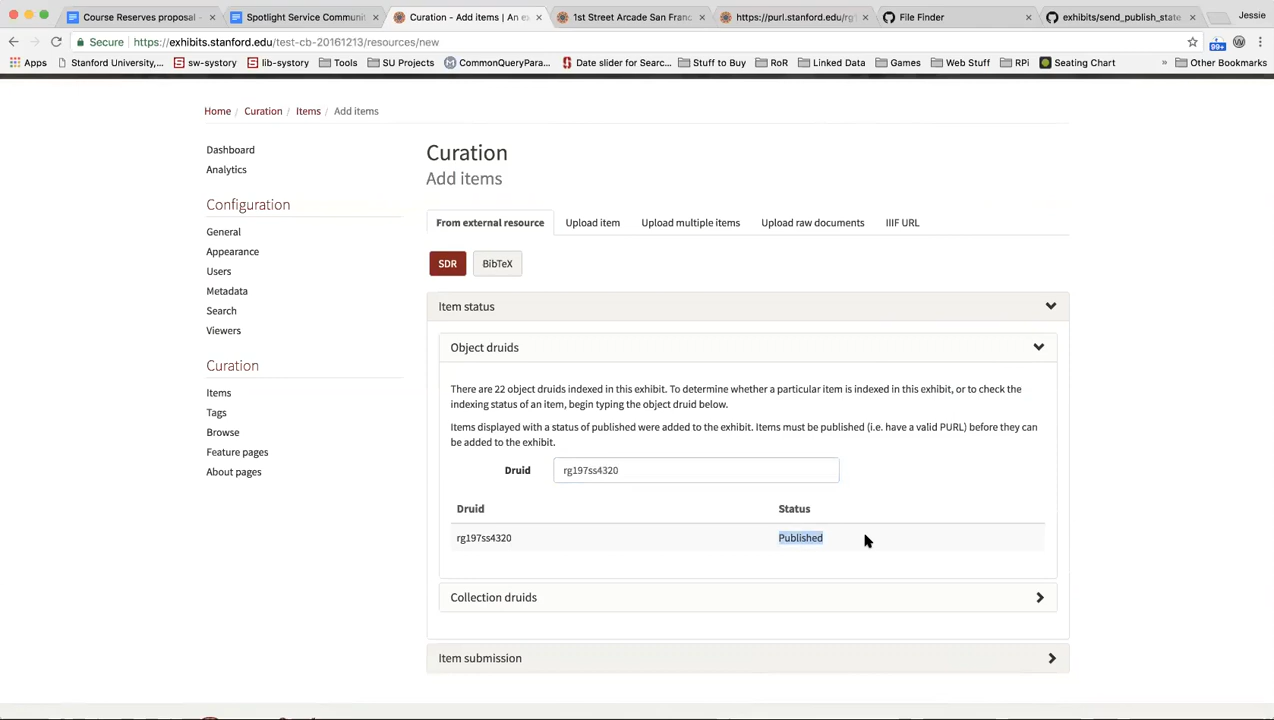 Course Reserves proposal -
Spotlight Service Communi
Curation - Add items | An e
1st Street Arcade San Franc
https://purl.stanford.edu/rg1
File Finder
exhibits/send_publish_state
Jessie
Secure
https://exhibits.stanford.edu/test-cb-20161213/resources/new
99+
Apps
Stanford University,...
sw-systory
lib-systory
Tools
SU Projects
CommonQueryPara...
Date slider for Searc...
Stuff to Buy
RoR
Linked Data
Games
Web Stuff
RPi
Seating Chart
»
Other Bookmarks
Home / Curation / Items / Add items
Dashboard
Analytics
Configuration
General
Appearance
Users
Metadata
Search
Viewers
Curation
Items
Tags
Browse
Feature pages
About pages
Curation
Add items
From external resource
Upload item
Upload multiple items
Upload raw documents
IIIF URL
SDR
BibTeX
Item status
Object druids
There are 22 object druids indexed in this exhibit. To determine whether a particular item is indexed in this exhibit, or to check the
indexing status of an item, begin typing the object druid below.
Items displayed with a status of published were added to the exhibit. Items must be published (i.e. have a valid PURL) before they can
be added to the exhibit.
Druid
rg197ss4320
Druid
Status
rg197ss4320
Published
Collection druids
Item submission